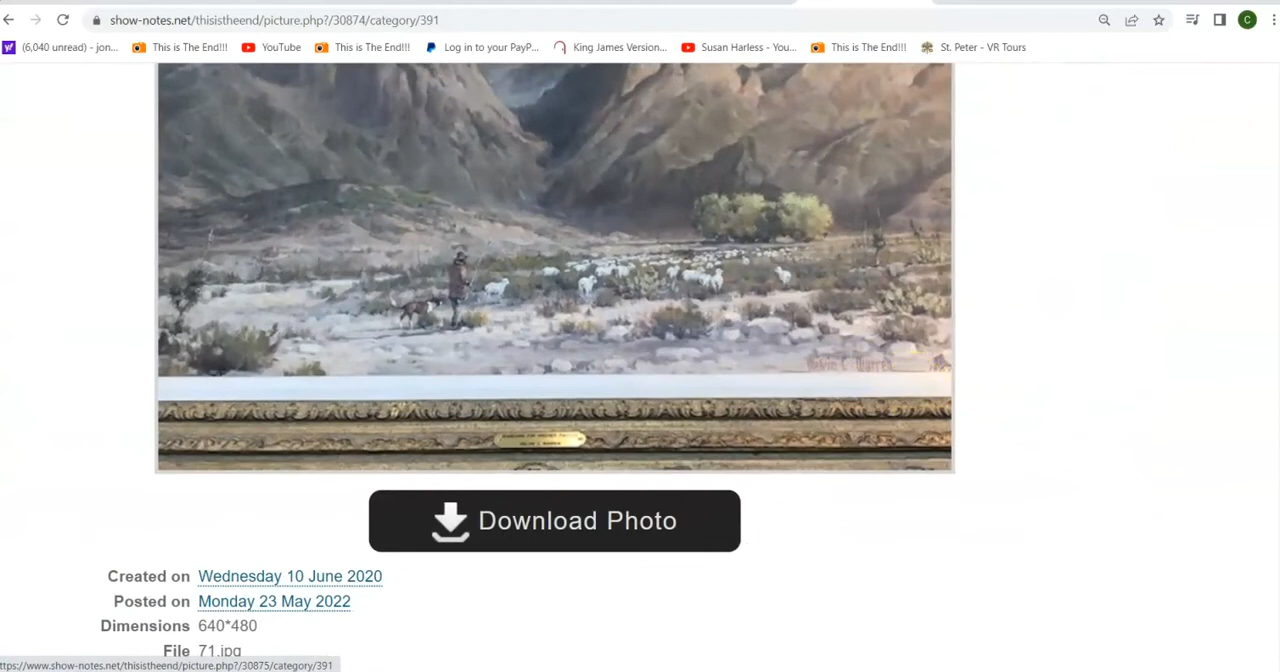 show-notes.net/thisistheend/picture.php?/30874/category/391
C
(6,040 unread) - jon...
This is The End!!!
YouTube
This is The End!!!
Log in to your PayP...
King James Version...
Susan Harless - You...
This is The End!!!
St. Peter - VR Tours
Warren
Download Photo
Created on Wednesday 10 June 2020
Posted on Monday 23 May 2022
Dimensions 640*480
File 71.jpg
ttps://www.show-notes.net/thisistheend/picture.php?/30875/category/391